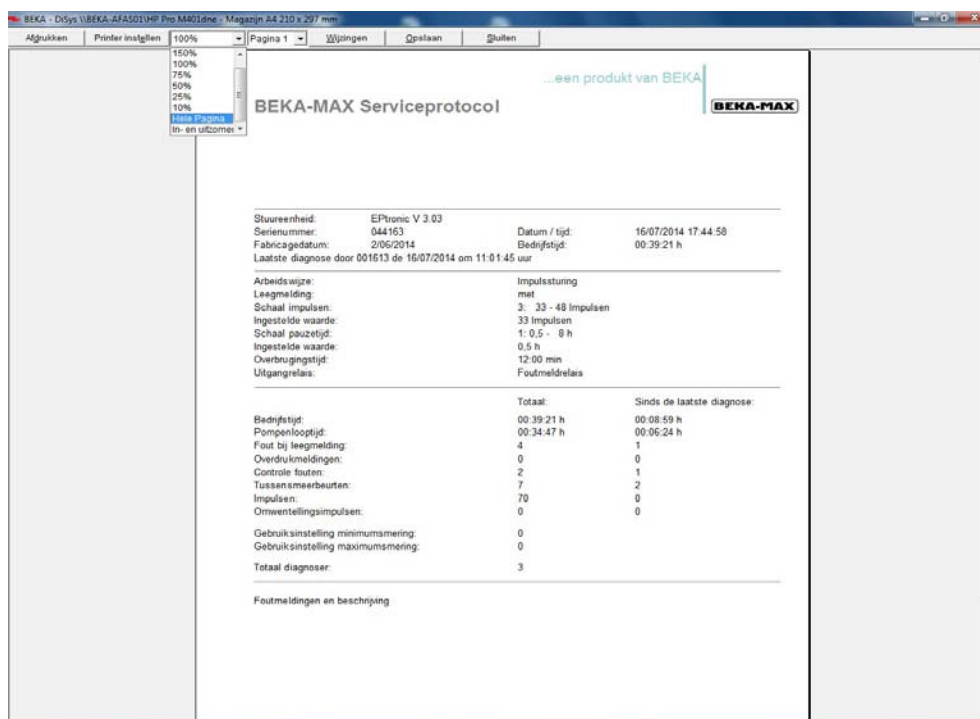 BEKA - DiSys \\BEKA-AFAS01\HP Pro M401dne - Magazijn A4 210 x 297 mm
Afdrukken Printer instellen 100% Pagina 1 Wijzingen Opslaan Sluiten
150%
100%
75%
50%
25%
10%
Hele Pagina
In- en uitzomen
...een produkt van BEKA
BEKA-MAX Serviceprotocol BEKA-MAX
Stuureenheid: EPtronic V 3.03
Serienummer: 044163 Datum / tijd: 16/07/2014 17:44:58
Fabricagedatum: 2/06/2014 Bedrijfstijd: 00:39:21 h
Laatste diagnose door 001613 de 16/07/2014 om 11:01:45 uur
Arbeidswijze: Impulssturing
Leegmelding: met
Schaal impulsen: 3: 33 - 48 Impulsen
Ingestelde waarde: 33 Impulsen
Schaal pauzetijd: 1: 0,5 - 8 h
Ingestelde waarde: 0,5 h
Overbrugingstijd: 12:00 min
Uitgangrelais: Foutmeldrelais
Totaal: Sinds de laatste diagnose:
Bedrijfstijd: 00:39:21 h 00:08:59 h
Pompenlooptijd: 00:34:47 h 00:06:24 h
Fout bij leegmelding: 4 1
Overdrukmeldingen: 0 0
Controle fouten: 2 1
Tussensmeerbeurten: 7 2
Impulsen: 70 0
Omwentellingsimpulsen: 0 0
Gebruiksinstelling minimumsmering: 0
Gebruiksinstelling maximumsmering: 0
Totaal diagnoser: 3
Foutmeldingen en beschrijving